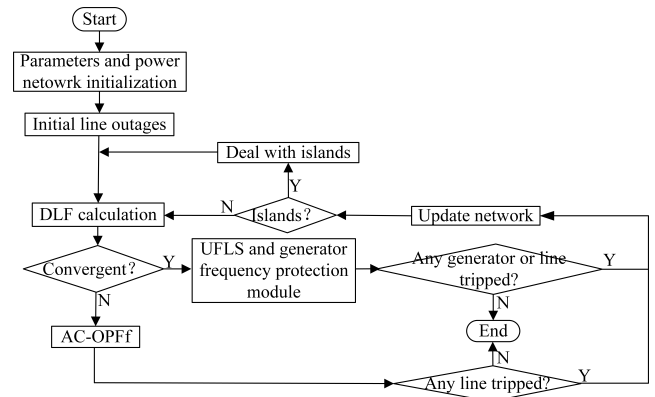 Start
Parameters and power
netowrk initialization
Initial line outages
Deal with islands
Y
N
DLF calculation
Islands?
Update network
Convergent?
Y
UFLS and generator
frequency protection
module
Any generator or line
tripped?
Y
N
N
End
AC-OPFf
N
Any line tripped?
Y